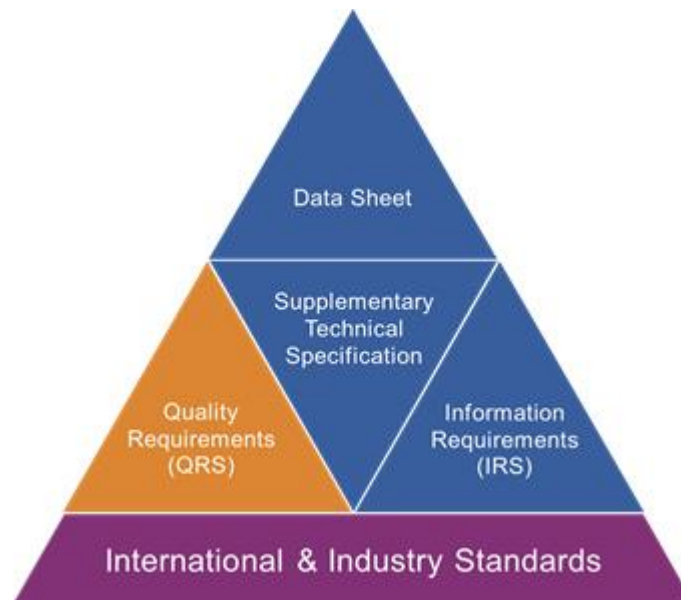 Data Sheet
Supplementary
Technical
Specification
Quality
Requirements
(QRS)
Information
Requirements
(IRS)
International & Industry Standards